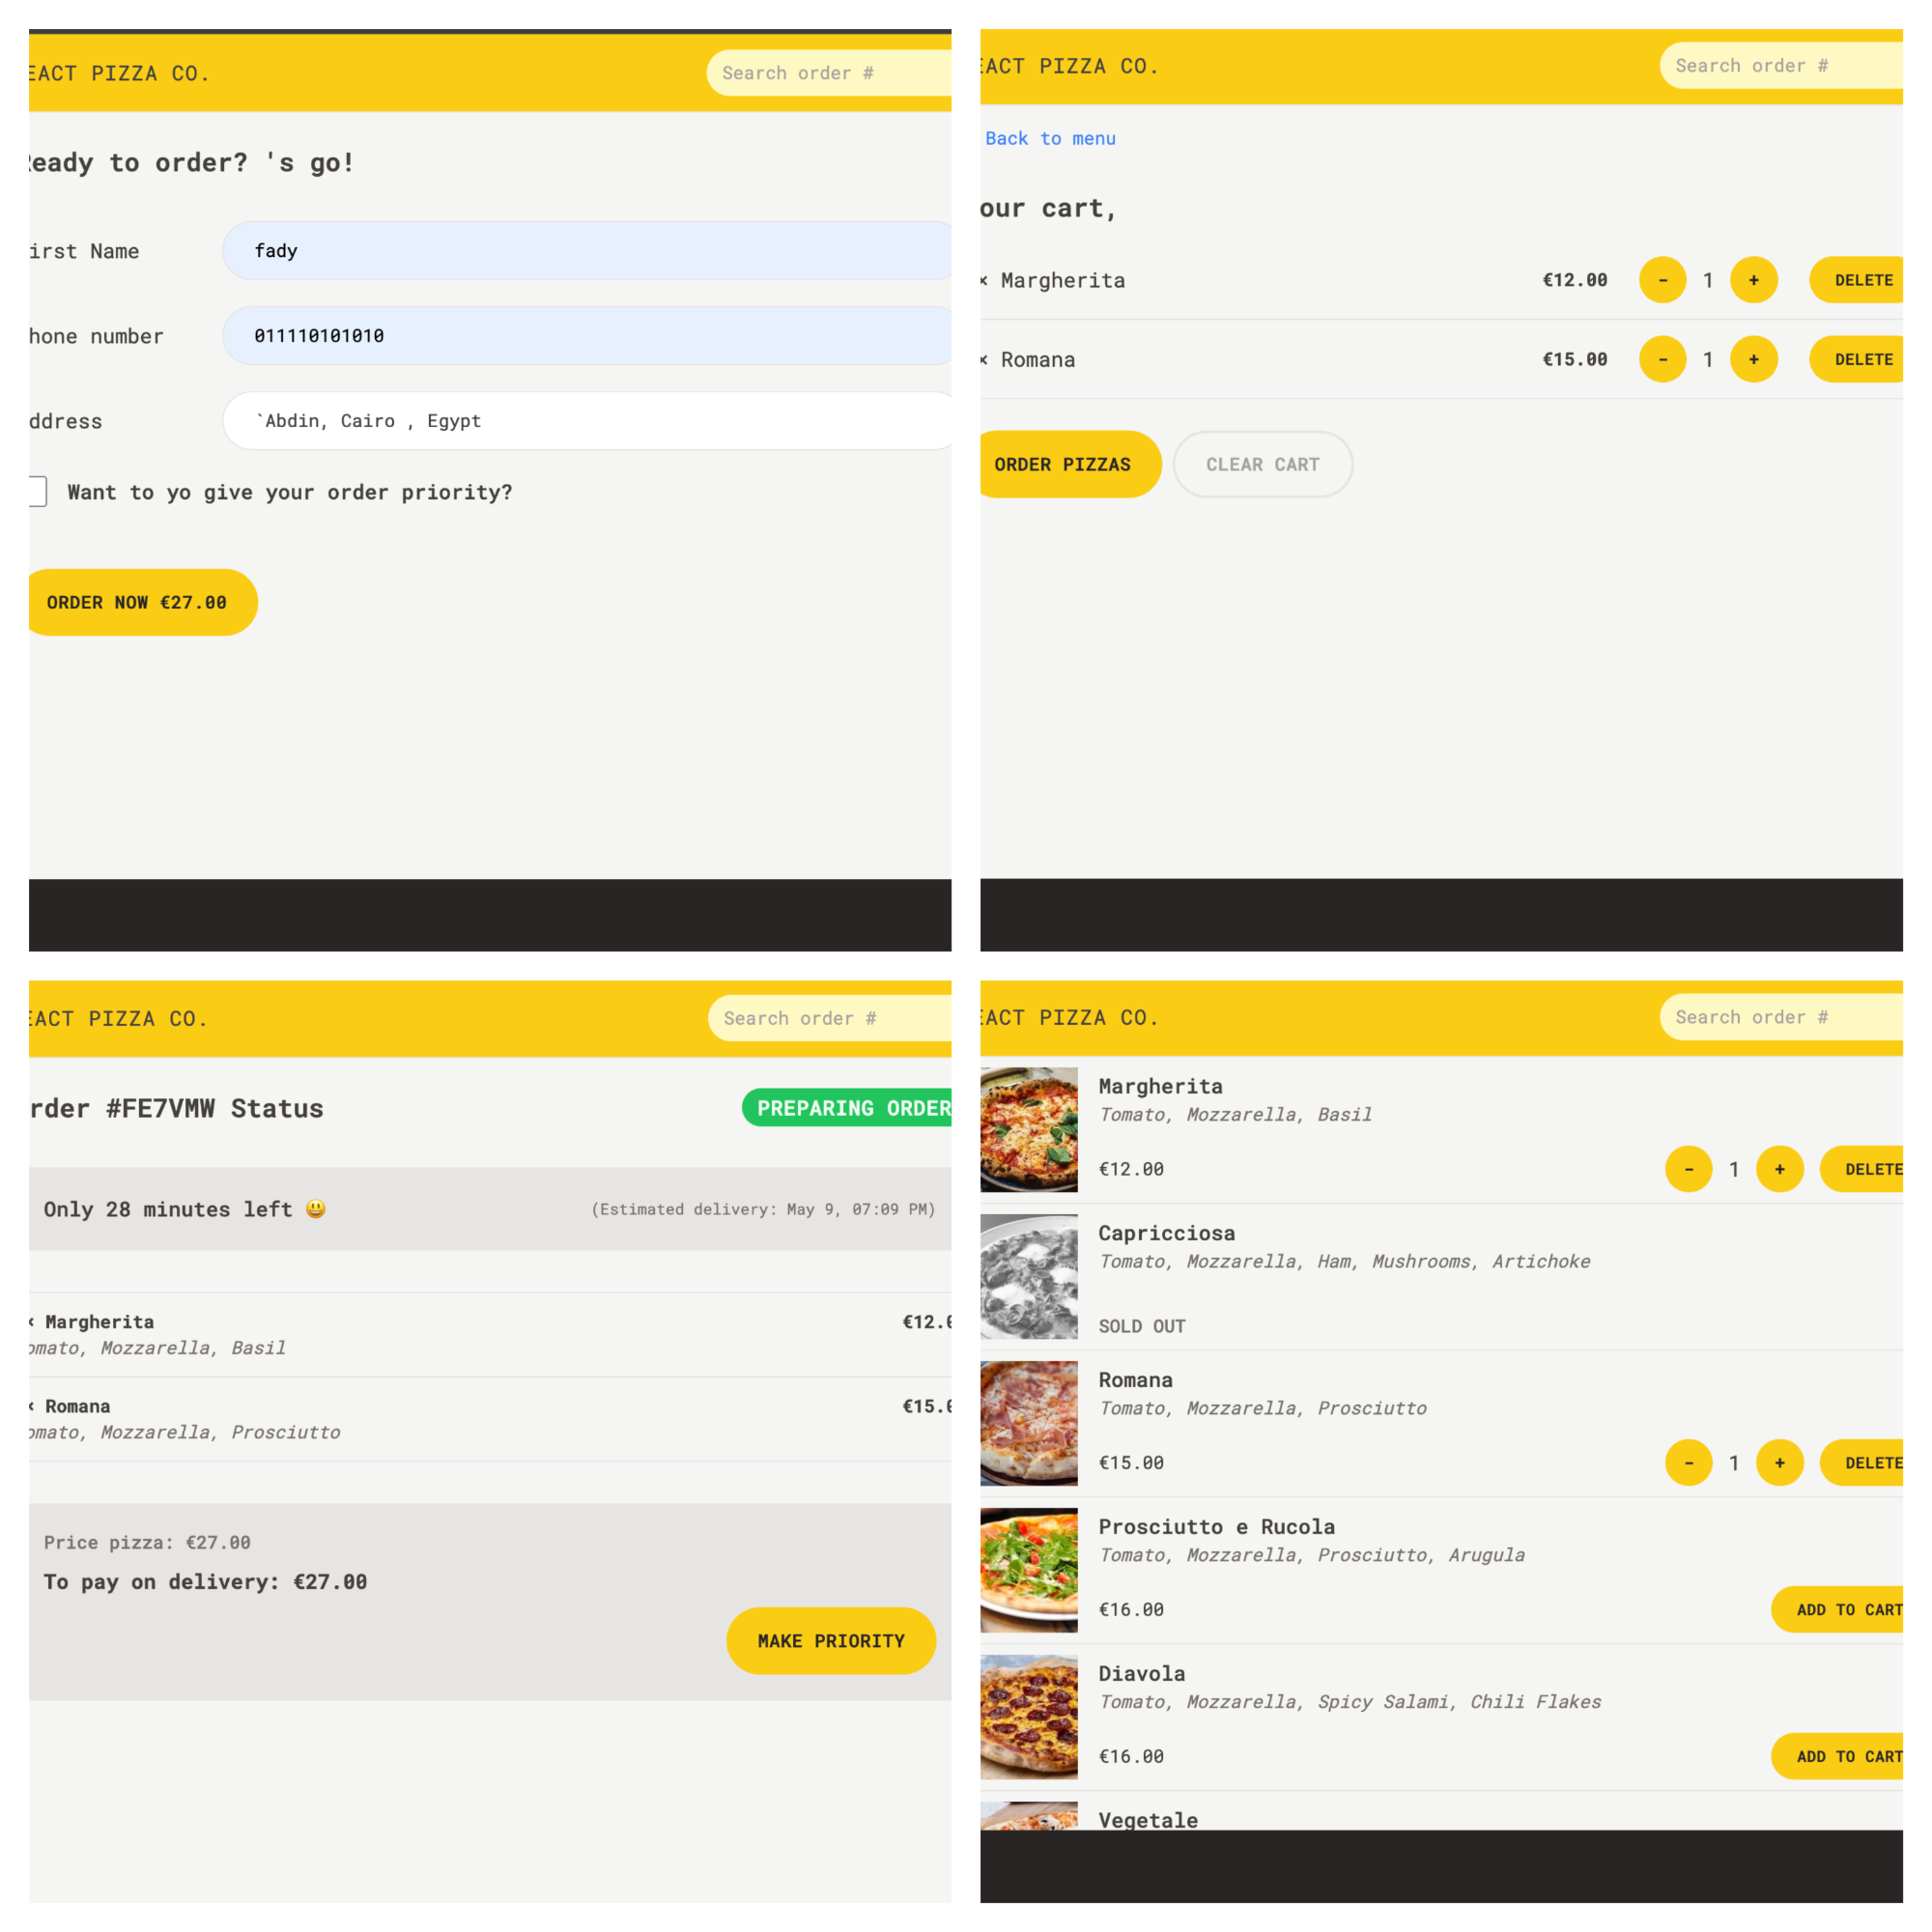 EACT PIZZA CO. Search order #
Ready to order? 's go!
irst Name fady
hone number 011110101010
ddress `Abdin, Cairo , Egypt
Want to yo give your order priority?
ORDER NOW €27.00
EACT PIZZA CO. Search order #
Back to menu
our cart,
× Margherita €12.00 - 1 + DELETE
× Romana €15.00 - 1 + DELETE
ORDER PIZZAS CLEAR CART
EACT PIZZA CO. Search order #
rder #FE7VMW Status PREPARING ORDER
Only 28 minutes left 😃 (Estimated delivery: May 9, 07:09 PM)
× Margherita €12.0
omato, Mozzarella, Basil
× Romana €15.0
omato, Mozzarella, Prosciutto
Price pizza: €27.00
To pay on delivery: €27.00
MAKE PRIORITY
EACT PIZZA CO. Search order #
Margherita
Tomato, Mozzarella, Basil
€12.00 - 1 + DELETE
Capricciosa
Tomato, Mozzarella, Ham, Mushrooms, Artichoke
SOLD OUT
Romana
Tomato, Mozzarella, Prosciutto
€15.00 - 1 + DELETE
Prosciutto e Rucola
Tomato, Mozzarella, Prosciutto, Arugula
€16.00 ADD TO CART
Diavola
Tomato, Mozzarella, Spicy Salami, Chili Flakes
€16.00 ADD TO CART
Vegetale